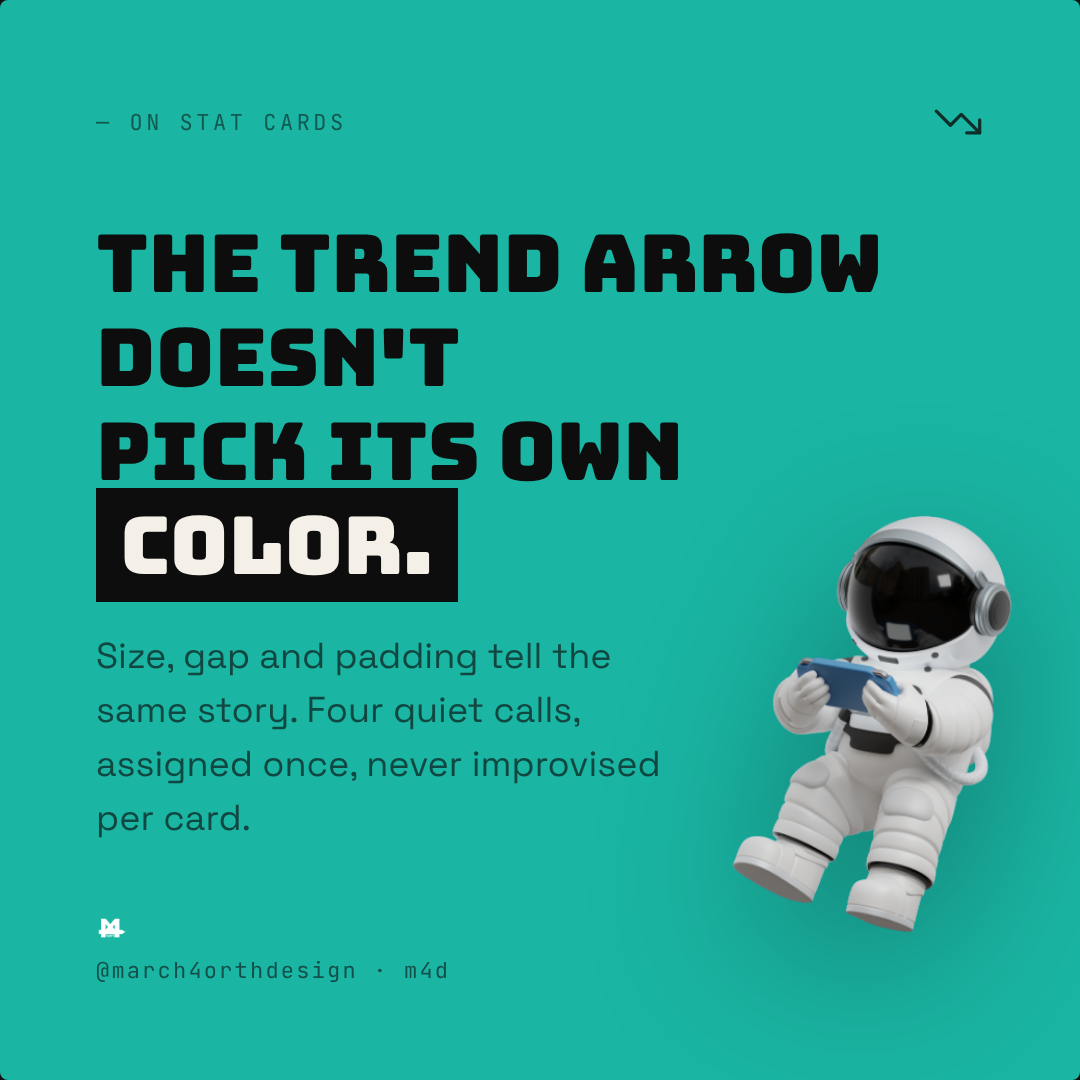 — ON STAT CARDS
THE TREND ARROW
DOESN'T
PICK ITS OWN
COLOR.
Size, gap and padding tell the
same story. Four quiet calls,
assigned once, never improvised
per card.
@march4orthdesign · m4d